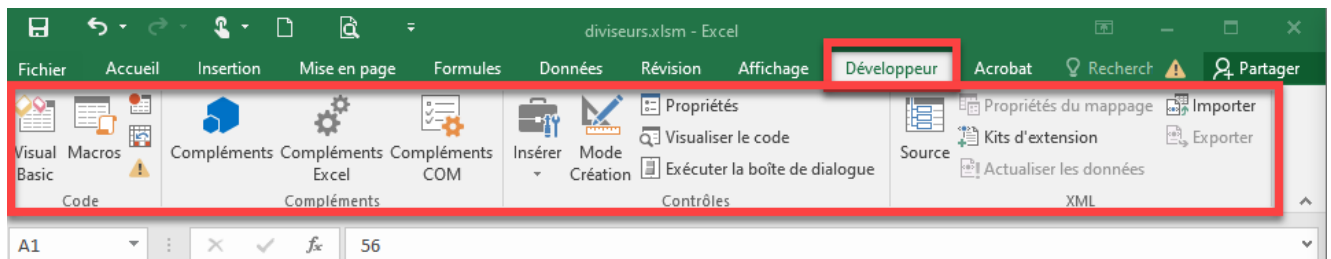 diviseurs.xlsm - Excel
Fichier Accueil Insertion Mise en page Formules Données Révision Affichage Développeur Acrobat Recherch Partager
Visual Basic Macros Compléments Compléments Excel Compléments COM Insérer Mode Création Propriétés Visualiser le code Exécuter la boîte de dialogue Source Propriétés du mappage Kits d'extension Actualiser les données Importer Exporter
Code Compléments Contrôles XML
A1 fx 56